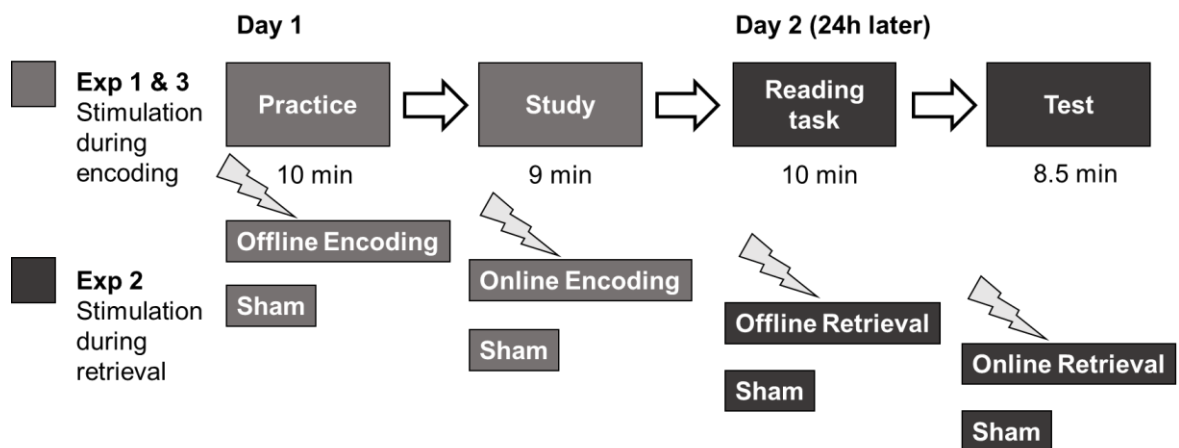 Day 1
Day 2 (24h later)
Exp 1 & 3
Stimulation
during
encoding
Practice
Study
Reading
task
Test
10 min
9 min
10 min
8.5 min
Offline Encoding
Online Encoding
Sham
Sham
Exp 2
Stimulation
during
retrieval
Offline Retrieval
Online Retrieval
Sham
Sham